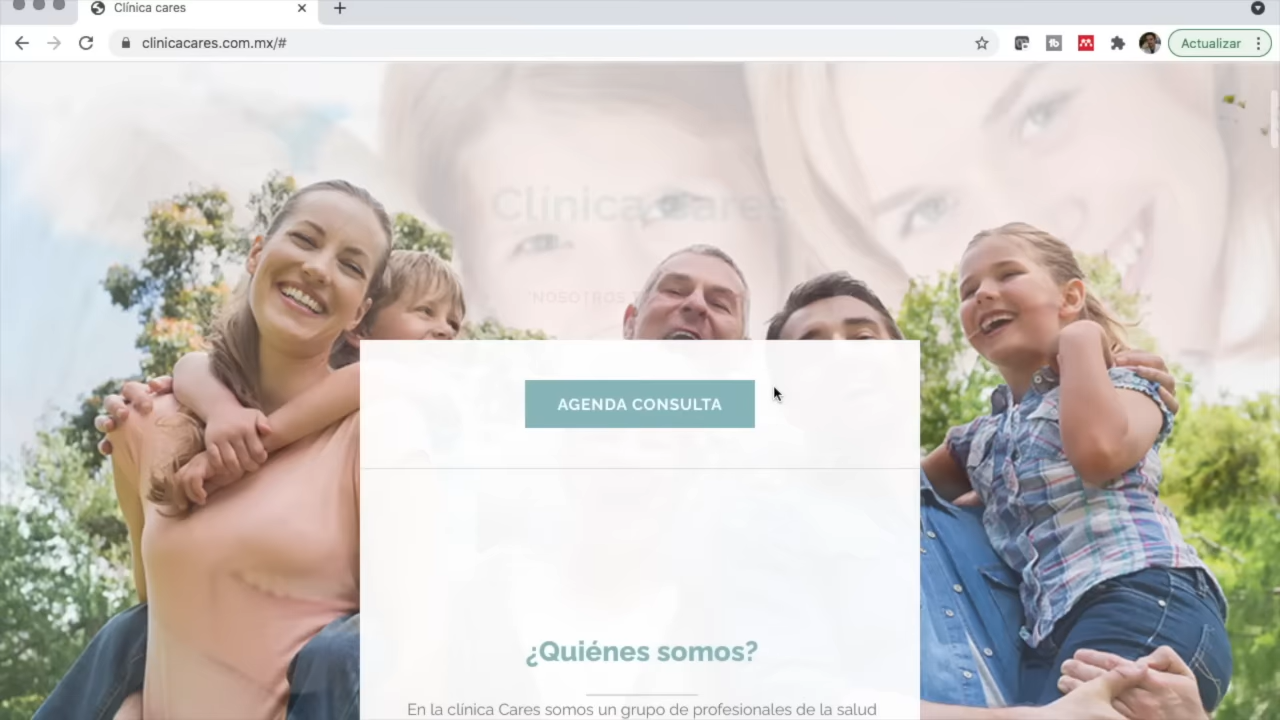 Clínica cares
clinicacares.com.mx/#
Actualizar
Clínica Cares
NOSOTROS T
AGENDA CONSULTA
¿Quiénes somos?
En la clínica Cares somos un grupo de profesionales de la salud